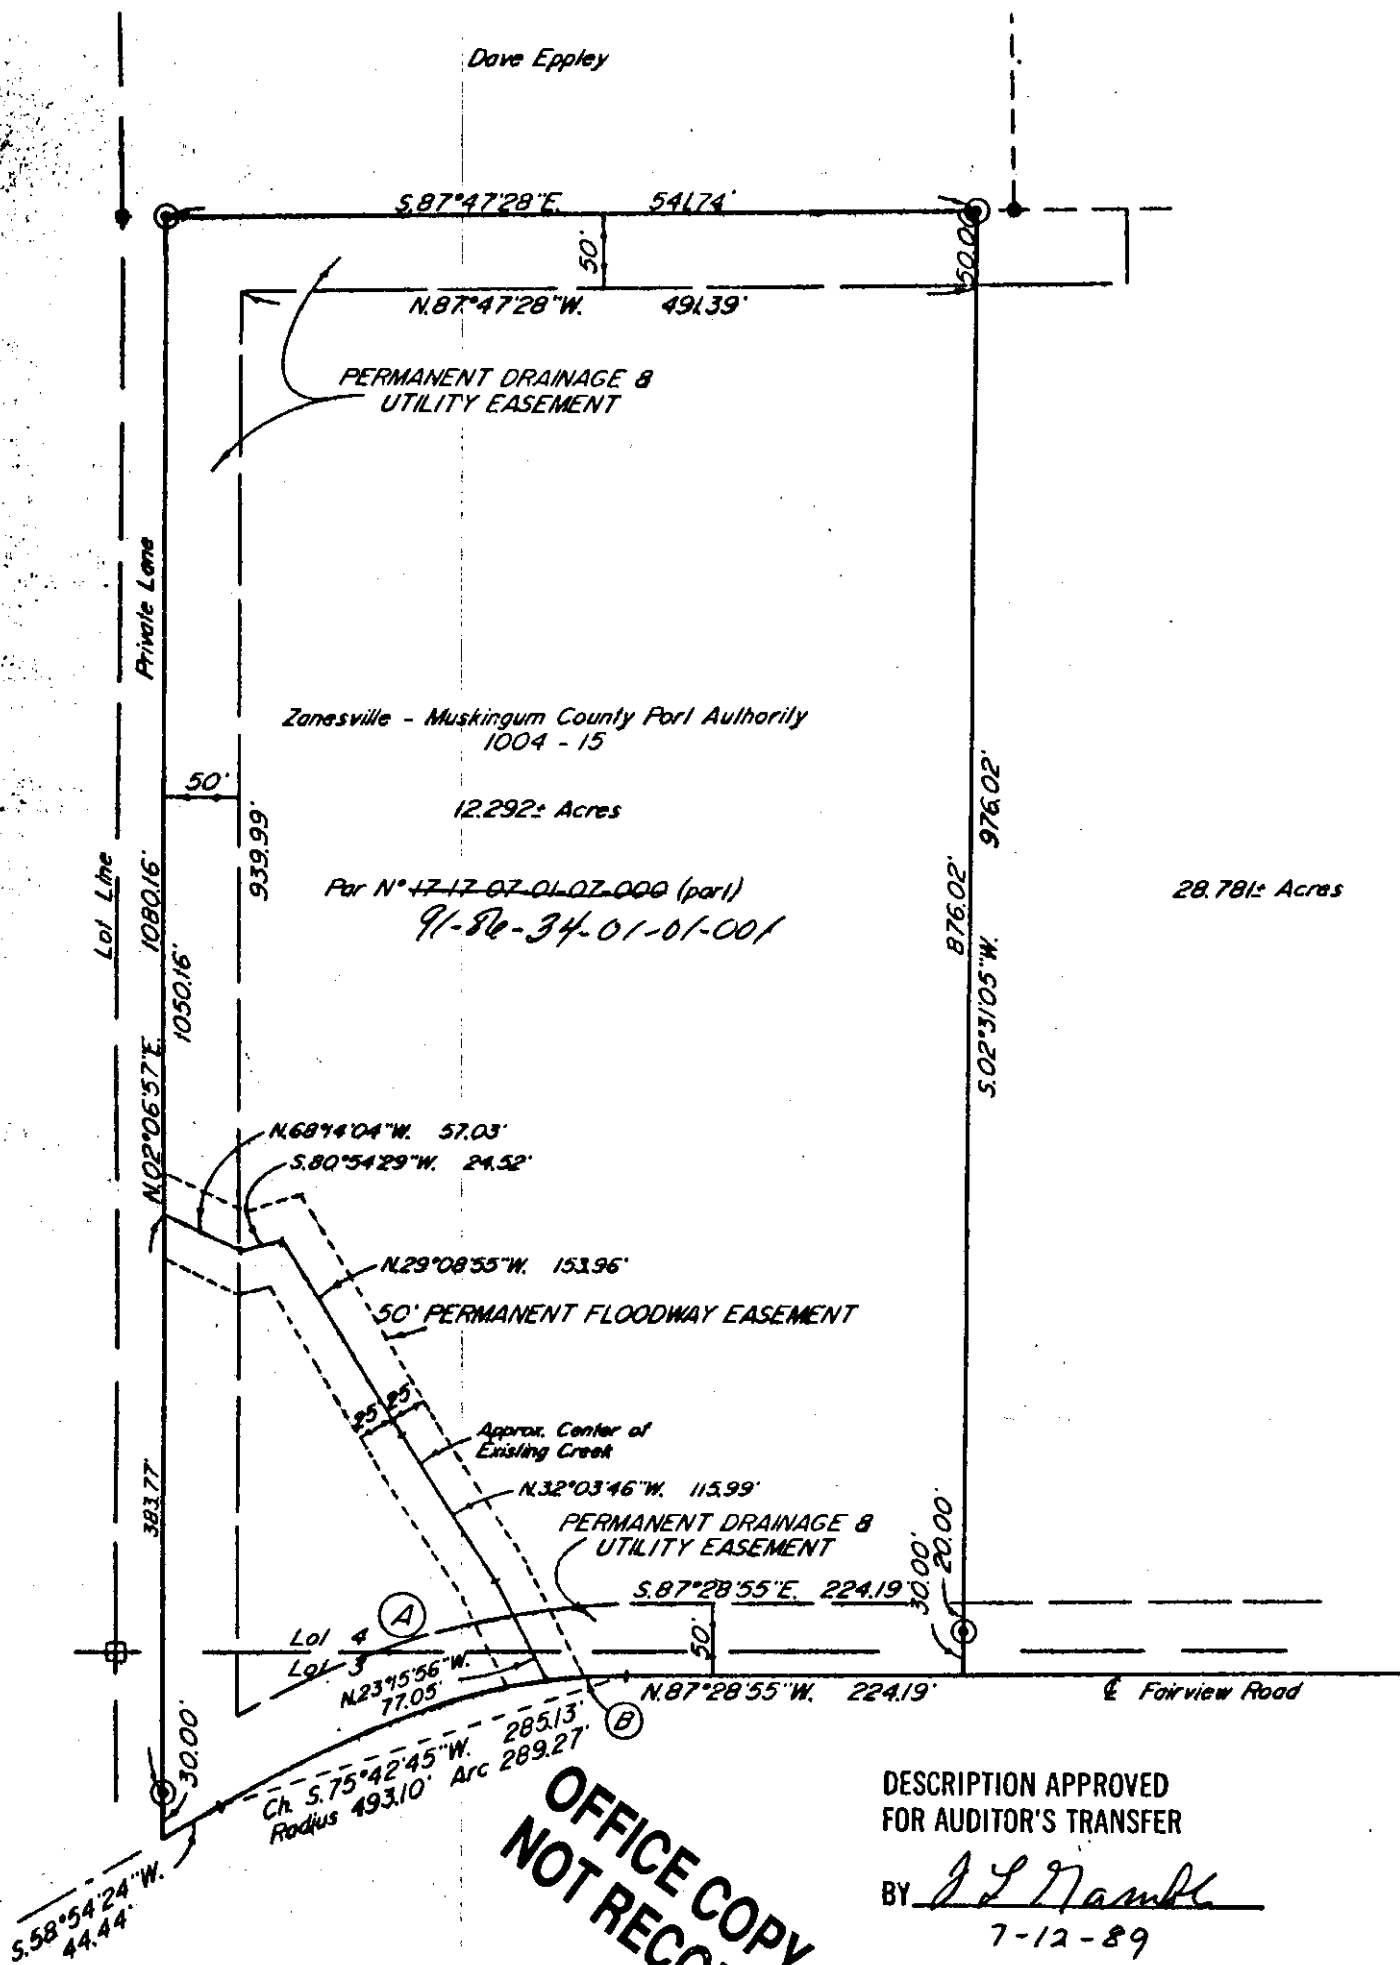 Dave Eppley
S.87°47'28"E. 541.74'
50'
50.00
N.87°47'28"W. 491.39'
PERMANENT DRAINAGE &
UTILITY EASEMENT
Private Lane
Zanesville - Muskingum County Port Authority
1004 - 15
50'
12.292± Acres
939.99'
976.02'
876.02'
S.02°31'05"W.
Par Nº 17-17-07-01-07-000 (part)
28.781± Acres
Lot Line
N.02°06'57"E. 1080.16'
1050.16'
N.68°14'04"W. 57.03'
S.80°54'29"W. 24.52'
N.29°08'55"W. 153.96'
50' PERMANENT FLOODWAY EASEMENT
25' 25'
Approx. Center of
Existing Creek
383.77'
N.32°03'46"W. 115.99'
PERMANENT DRAINAGE &
UTILITY EASEMENT
30.00'
20.00'
S.87°28'55"E. 224.19'
A
Lot 4
Lot 3
50'
N.23°15'56"W.
77.05'
N.87°28'55"W. 224.19'
℄ Fairview Road
B
30.00'
Ch. S.75°42'45"W. 285.13'
Radius 493.10' Arc 289.27'
S.58°54'24"W.
44.44'
OFFICE COPY
NOT
DESCRIPTION APPROVED
FOR AUDITOR'S TRANSFER
BY
7-12-89